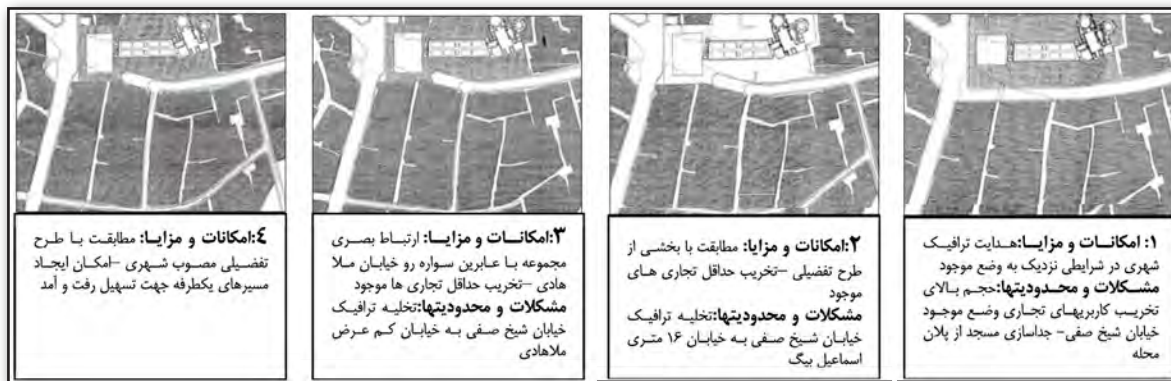 ۱: امکانات و مزایا:هدایت ترافیک
شهری در شرایطی نزدیک به وضع موجود
مشکلات و محدودیتها:حجم بالای
تخریب کاربریهای تجاری وضع موجود
خیابان شیخ صفی- جداسازی مسجد از پلان
محله
۲:امکانات و مزایا: مطابقت با بخشی از
طرح تفضیلی –تخریب حداقل تجاری های
موجود
مشکلات و محدودیتها:تخلیه ترافیک
خیابان شیخ صفی به خیابان ۱۶ متری
اسماعیل بیگ
۳:امکانات و مزایا: ارتباط بصری
مجموعه با عابرین سواره رو خیابان ملا
هادی –تخریب حداقل تجاری ها موجود
مشکلات و محدودیتها:تخلیه ترافیک
خیابان شیخ صفی به خیابان کم عرض
ملاهادی
٤:امکانات و مزایا: مطابقت با طرح
تفضیلی مصوب شهری –امکان ایجاد
مسیرهای یکطرفه جهت تسهیل رفت و آمد